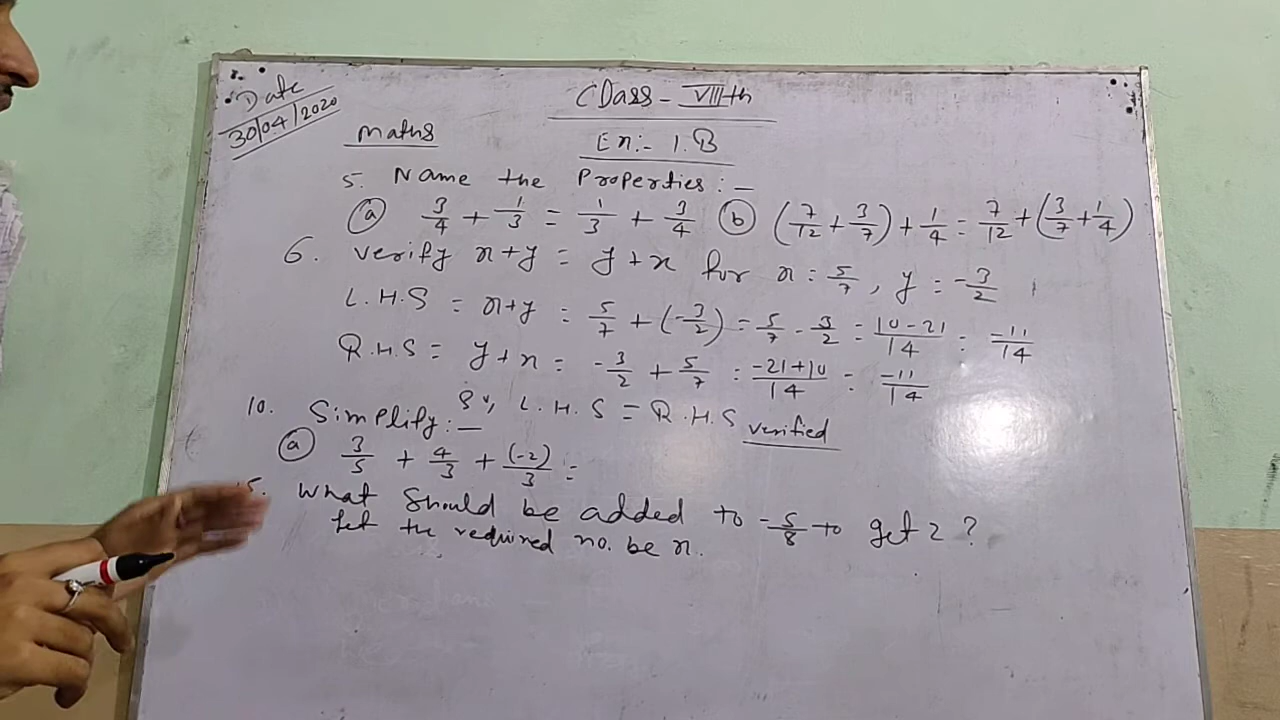 Date
30/04/2020
Class - VIIIth
Maths
Ex:- 1.B
5. Name the Properties :-
(a) 3/4 + 1/3 = 1/3 + 3/4 (b) (7/12 + 3/7) + 1/4 = 7/12 + (3/7 + 1/4)
6. Verify x+y = y+x for x = 5/7, y = -3/2
L.H.S = x+y = 5/7 + (-3/2) = 5/7 - 3/2 = 10-21/14 = -11/14
R.H.S = y+x = -3/2 + 5/7 = -21+10/14 = -11/14
So, L.H.S = R.H.S verified
10. Simplify :-
(a) 3/5 + 4/3 + (-2)/3 =
15. What Should be added to -5/8 to get 2 ?
Let the required no. be x.